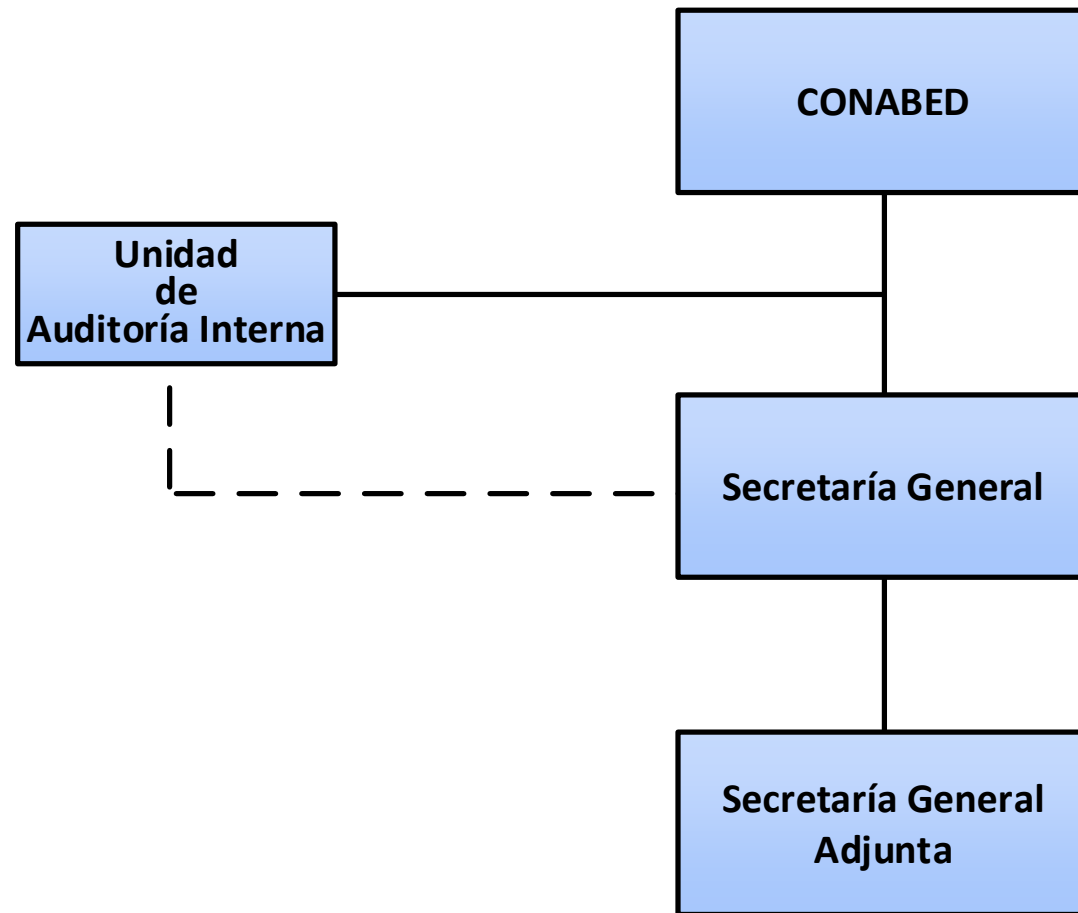 CONABED
Unidad
de
Auditoría Interna
Secretaría General
Secretaría General
Adjunta